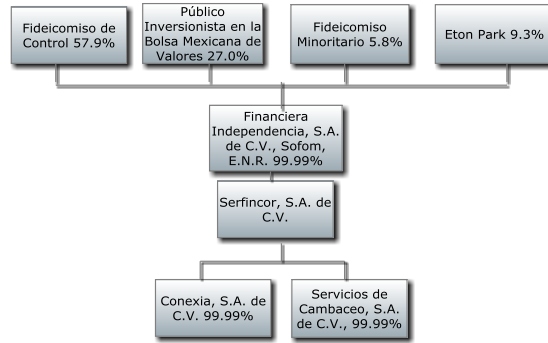 Fideicomiso de
Control 57.9%
Público
Inversionista en la
Bolsa Mexicana de
Valores 27.0%
Fideicomiso
Minoritario 5.8%
Eton Park 9.3%
Financiera
Independencia, S.A.
de C.V., Sofom,
E.N.R. 99.99%
Serfincor, S.A. de
C.V.
Conexia, S.A. de
C.V. 99.99%
Servicios de
Cambaceo, S.A.
de C.V., 99.99%